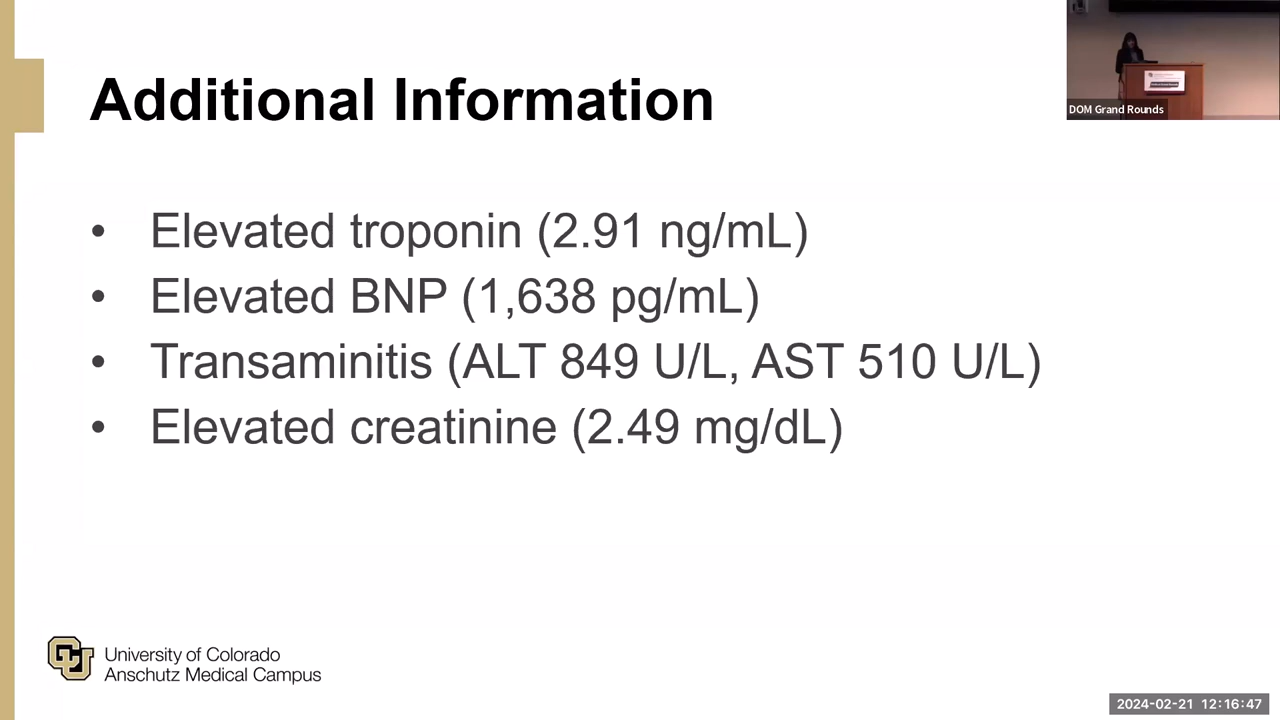 Additional Information
DOM Grand Rounds
• Elevated troponin (2.91 ng/mL)
• Elevated BNP (1,638 pg/mL)
• Transaminitis (ALT 849 U/L, AST 510 U/L)
• Elevated creatinine (2.49 mg/dL)
University of Colorado
Anschutz Medical Campus
2024-02-21 12:16:47